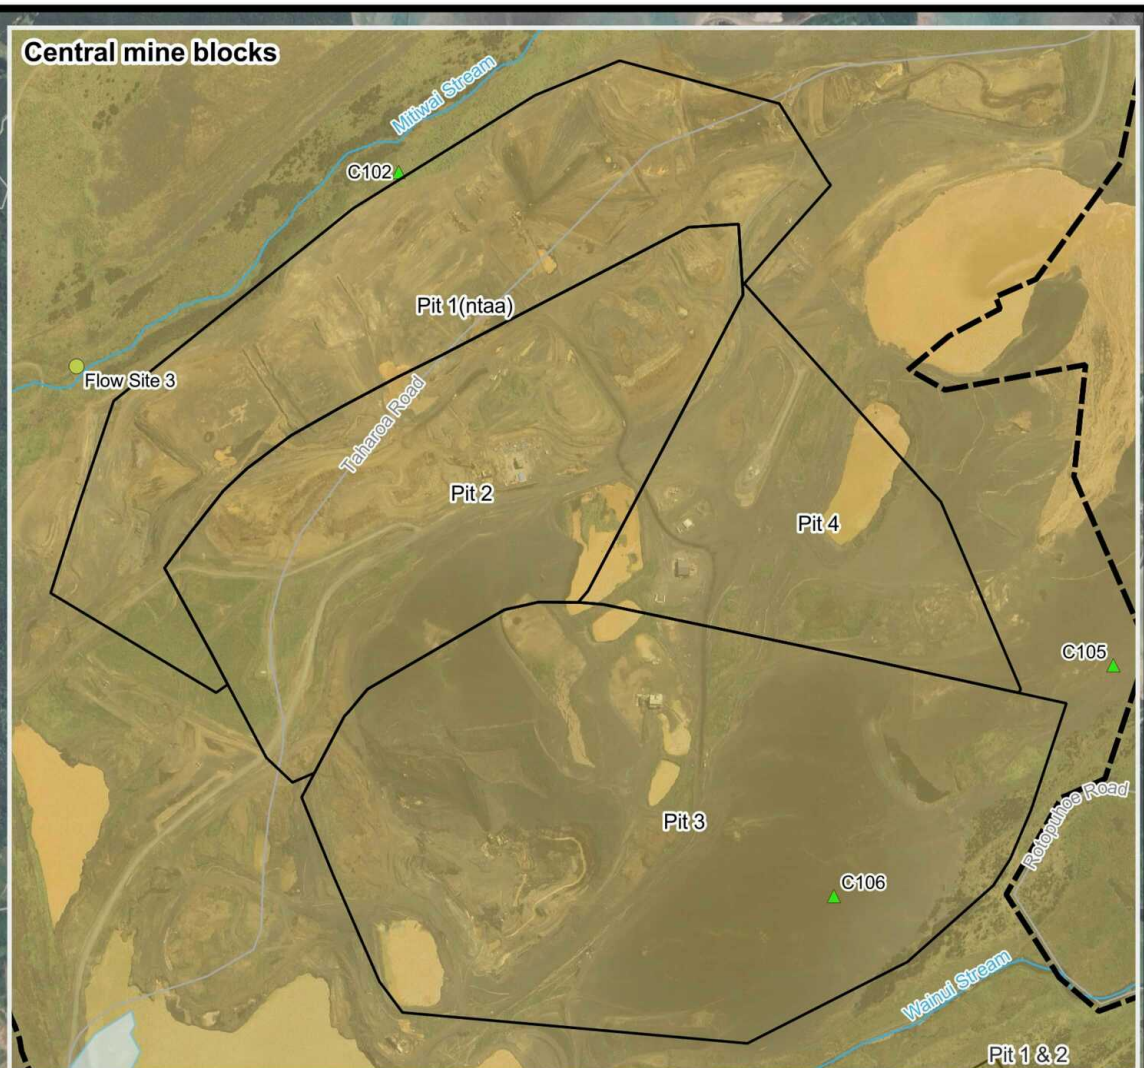 Central mine blocks
Mitiwai Stream
C102
Pit 1(ntaa)
Flow Site 3
Taharoa Road
Pit 2
Pit 4
C105
Rotopuhoe Road
Pit 3
C106
Wainui Stream
Pit 1 & 2